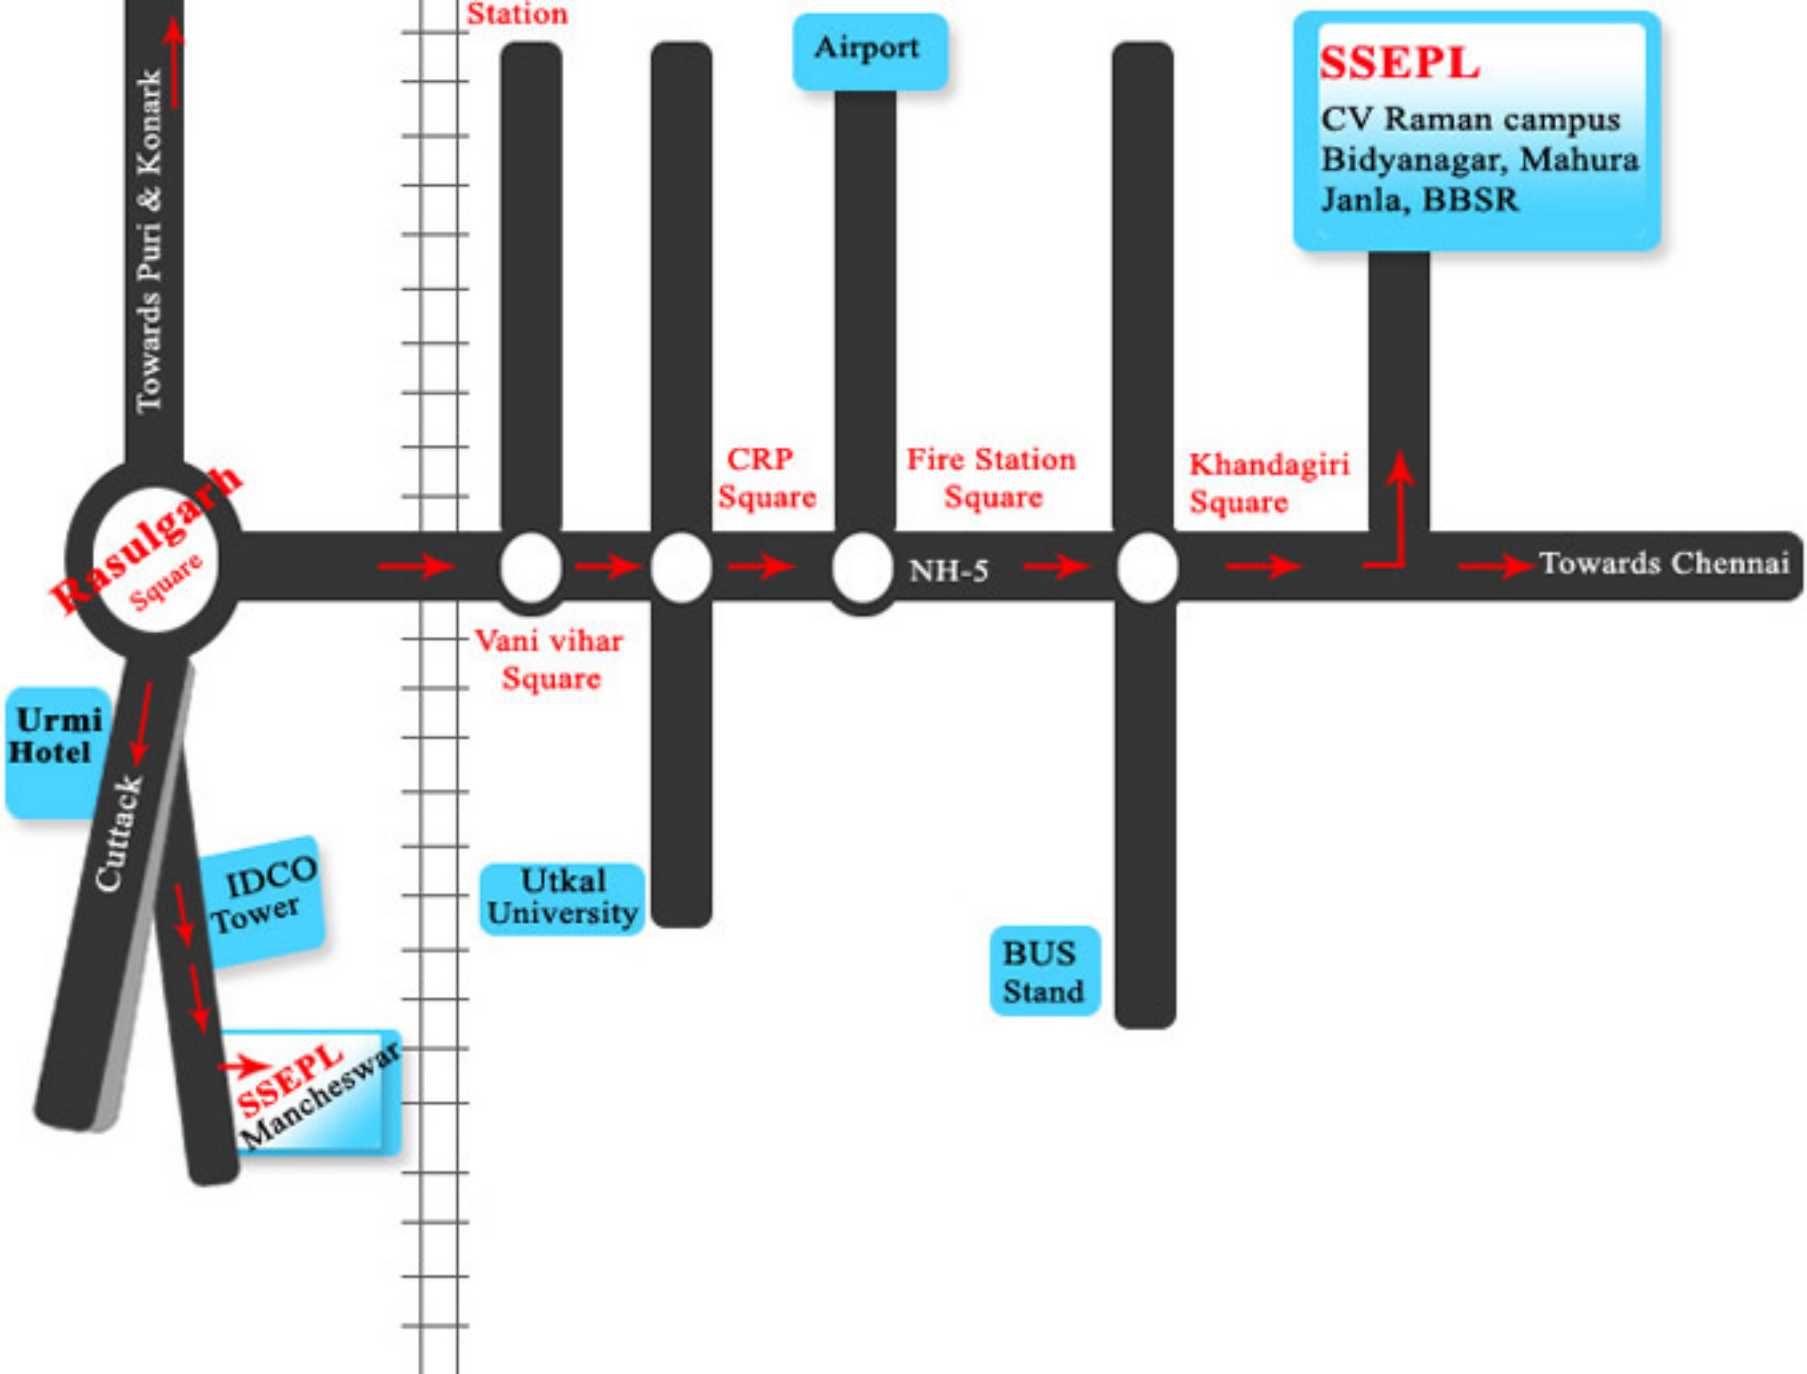 Station
Airport
SSEPL
CV Raman campus
Bidyanagar, Mahura
Janla, BBSR
Towards Puri & Konark
CRP
Square
Fire Station
Square
Khandagiri
Square
Rasulgarh
Square
NH-5
Towards Chennai
Vani vihar
Square
Urmi
Hotel
Cuttack
IDCO
Tower
Utkal
University
BUS
Stand
SSEPL
Mancheswar